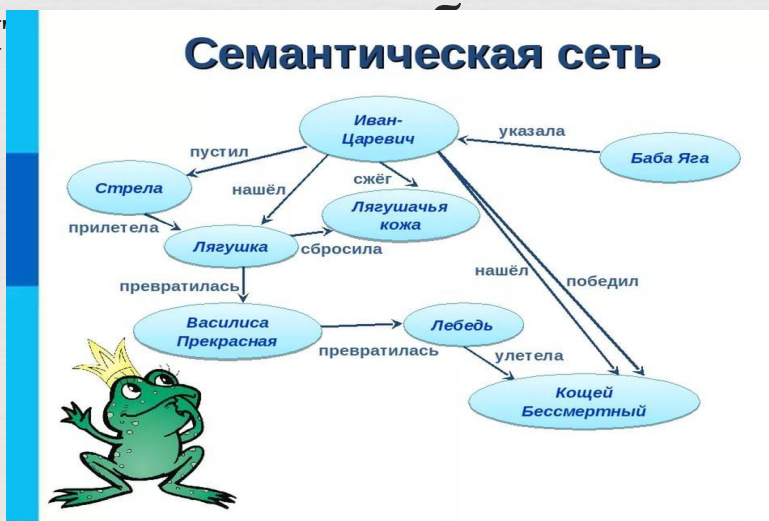 Семантическая сеть
Иван-
Царевич
указала
Баба Яга
пустил
Стрела
нашёл
сжёг
Лягушачья
кожа
прилетела
Лягушка
сбросила
нашёл
победил
превратилась
Василиса
Прекрасная
превратилась
Лебедь
улетела
Кощей
Бессмертный